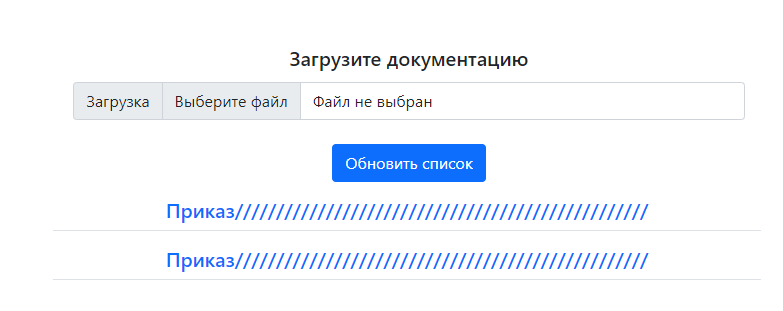 Загрузите документацию
Загрузка Выберите файл Файл не выбран
Обновить список
Приказ///////////////////////////////////////////////////
Приказ///////////////////////////////////////////////////